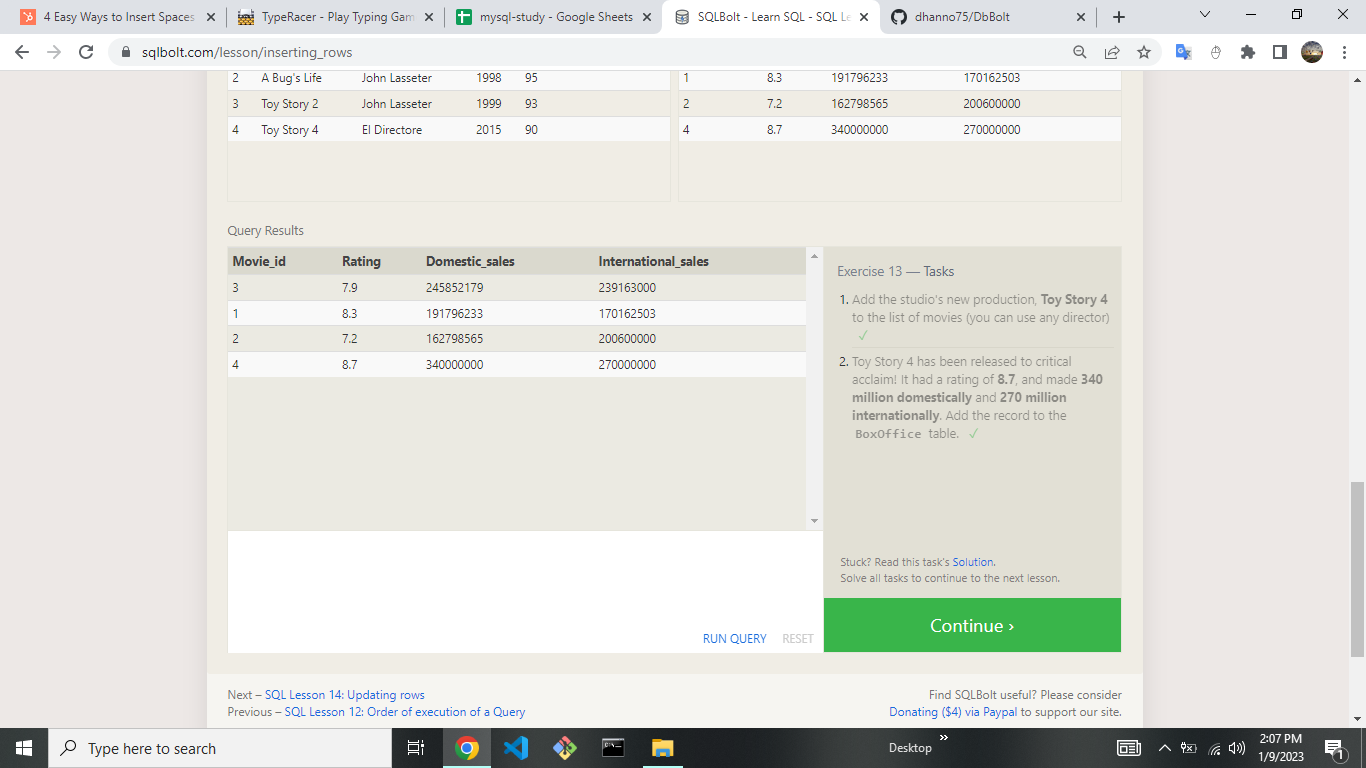 4 Easy Ways to Insert Spaces
TypeRacer - Play Typing Gam
mysql-study - Google Sheets
SQLBolt - Learn SQL - SQL Le
dhanno75/DbBolt
sqlbolt.com/lesson/inserting_rows
2 A Bug's Life John Lasseter 1998 95
3 Toy Story 2 John Lasseter 1999 93
4 Toy Story 4 El Directore 2015 90
1 8.3 191796233 170162503
2 7.2 162798565 200600000
4 8.7 340000000 270000000
Query Results
Movie_id Rating Domestic_sales International_sales
3 7.9 245852179 239163000
1 8.3 191796233 170162503
2 7.2 162798565 200600000
4 8.7 340000000 270000000
RUN QUERY RESET
Exercise 13 — Tasks
1. Add the studio's new production, Toy Story 4
to the list of movies (you can use any director)
✓
2. Toy Story 4 has been released to critical
acclaim! It had a rating of 8.7, and made 340
million domestically and 270 million
internationally. Add the record to the
BoxOffice table. ✓
Stuck? Read this task's Solution.
Solve all tasks to continue to the next lesson.
Continue ›
Next – SQL Lesson 14: Updating rows
Previous – SQL Lesson 12: Order of execution of a Query
Find SQLBolt useful? Please consider
Donating ($4) via Paypal to support our site.
Type here to search
Desktop »
2:07 PM
1/9/2023
1